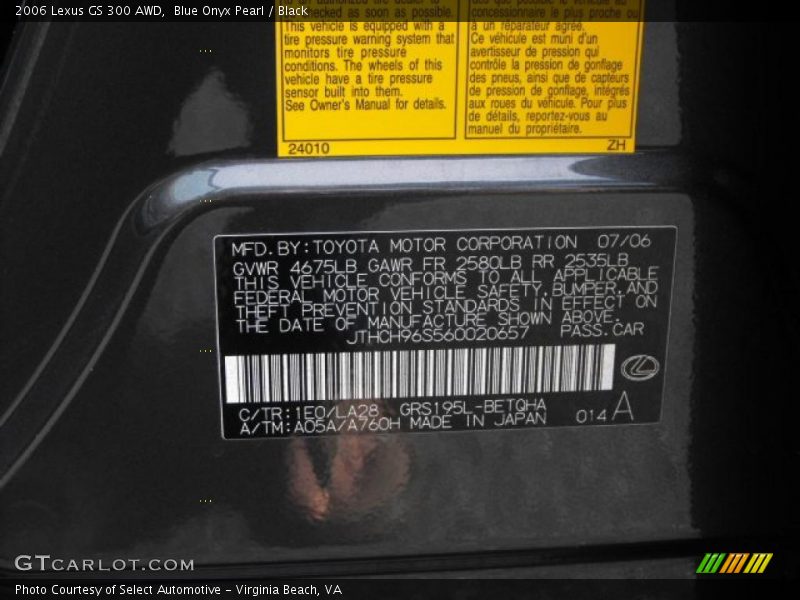 2006 Lexus GS 300 AWD, Blue Onyx Pearl / Black
checked as soon as possible.
This vehicle is equipped with a
tire pressure warning system that
monitors tire pressure
conditions. The wheels of this
vehicle have a tire pressure
sensor built into them.
See Owner's Manual for details.
concessionnaire le plus proche ou
à un réparateur agréé.
Ce véhicule est muni d'un
avertisseur de pression qui
contrôle la pression de gonflage
des pneus, ainsi que de capteurs
de pression de gonflage, intégrés
aux roues du véhicule. Pour plus
de détails, reportez-vous au
manuel du propriétaire.
24010 ZH
MFD. BY: TOYOTA MOTOR CORPORATION 07/06
GVWR 4675LB GAWR FR 2580LB RR 2535LB
THIS VEHICLE CONFORMS TO ALL APPLICABLE
FEDERAL MOTOR VEHICLE SAFETY, BUMPER, AND
THEFT PREVENTION STANDARDS IN EFFECT ON
THE DATE OF MANUFACTURE SHOWN ABOVE.
JTHCH96S560020657 PASS. CAR
C/TR: 1E0/LA28 GRS195L-BETQHA
A/TM: A05A/A760H MADE IN JAPAN 014 A
GTCARLOT.COM
Photo Courtesy of Select Automotive - Virginia Beach, VA